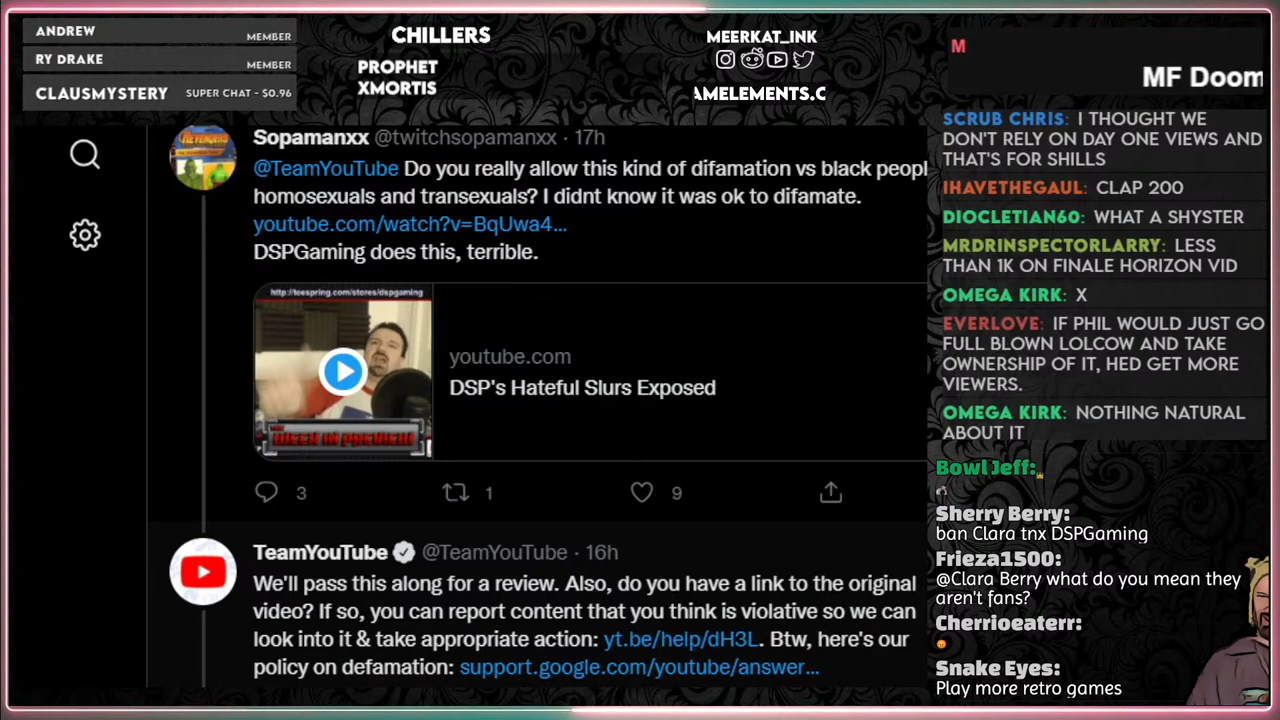 ANDREW
MEMBER
RY DRAKE
MEMBER
CLAUSMYSTERY
SUPER CHAT - $0.96
CHILLERS
PROPHET
XMORTIS
MEERKAT_INK
AMELEMENTS.C
M
MF Doom
Sopamanxx @twitchsopamanxx · 17h
@TeamYouTube Do you really allow this kind of difamation vs black peopl
homosexuals and transexuals? I didnt know it was ok to difamate.
youtube.com/watch?v=BqUwa4...
DSPGaming does this, terrible.
http://teespring.com/stores/dspgaming
WEEK IN PREVIEW!
youtube.com
DSP's Hateful Slurs Exposed
3
1
9
TeamYouTube @TeamYouTube · 16h
We'll pass this along for a review. Also, do you have a link to the original
video? If so, you can report content that you think is violative so we can
look into it & take appropriate action: yt.be/help/dH3L. Btw, here's our
policy on defamation: support.google.com/youtube/answer...
SCRUB CHRIS: I THOUGHT WE
DON'T RELY ON DAY ONE VIEWS AND
THAT'S FOR SHILLS
IHAVETHEGAUL: CLAP 200
DIOCLETIAN60: WHAT A SHYSTER
MRDRINSPECTORLARRY: LESS
THAN 1K ON FINALE HORIZON VID
OMEGA KIRK: X
EVERLOVE: IF PHIL WOULD JUST GO
FULL BLOWN LOLCOW AND TAKE
OWNERSHIP OF IT, HED GET MORE
VIEWERS.
OMEGA KIRK: NOTHING NATURAL
ABOUT IT
Bowl Jeff:
Sherry Berry:
ban Clara tnx DSPGaming
Frieza1500:
@Clara Berry what do you mean they
aren't fans?
Cherrioeaterr:
Snake Eyes:
Play more retro games